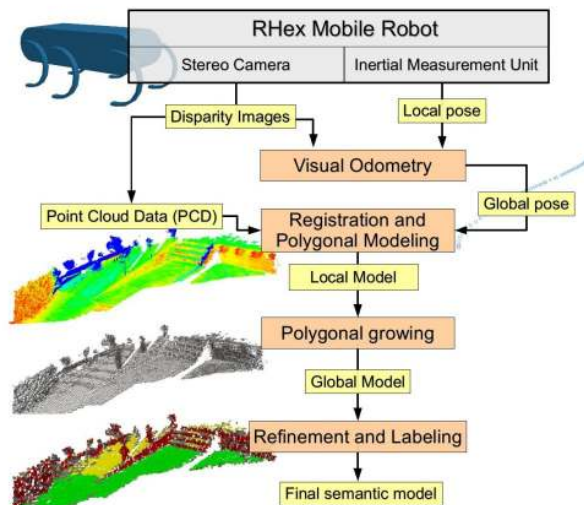 RHex Mobile Robot
Stereo Camera
Inertial Measurement Unit
Disparity Images
Local pose
Visual Odometry
Global pose
Point Cloud Data (PCD)
Registration and
Polygonal Modeling
Local Model
Polygonal growing
Global Model
Refinement and Labeling
Final semantic model